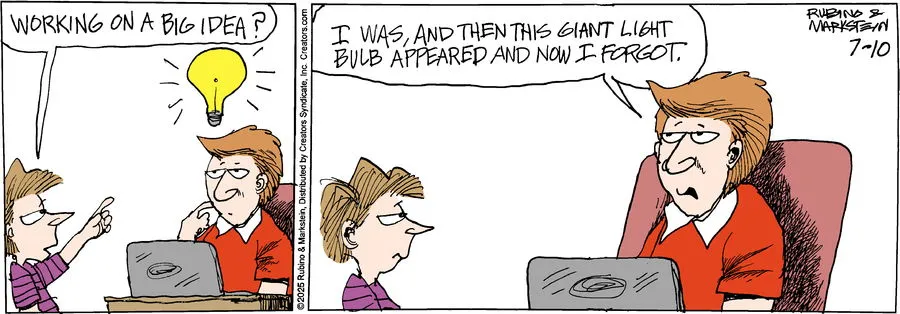 WORKING ON A BIG IDEA?
©2025 Rubino & Markstein, Distributed by Creators Syndicate, Inc. Creators.com
I WAS, AND THEN THIS GIANT LIGHT
BULB APPEARED AND NOW I FORGOT.
RUBINO &
MARKSTEIN
7-10